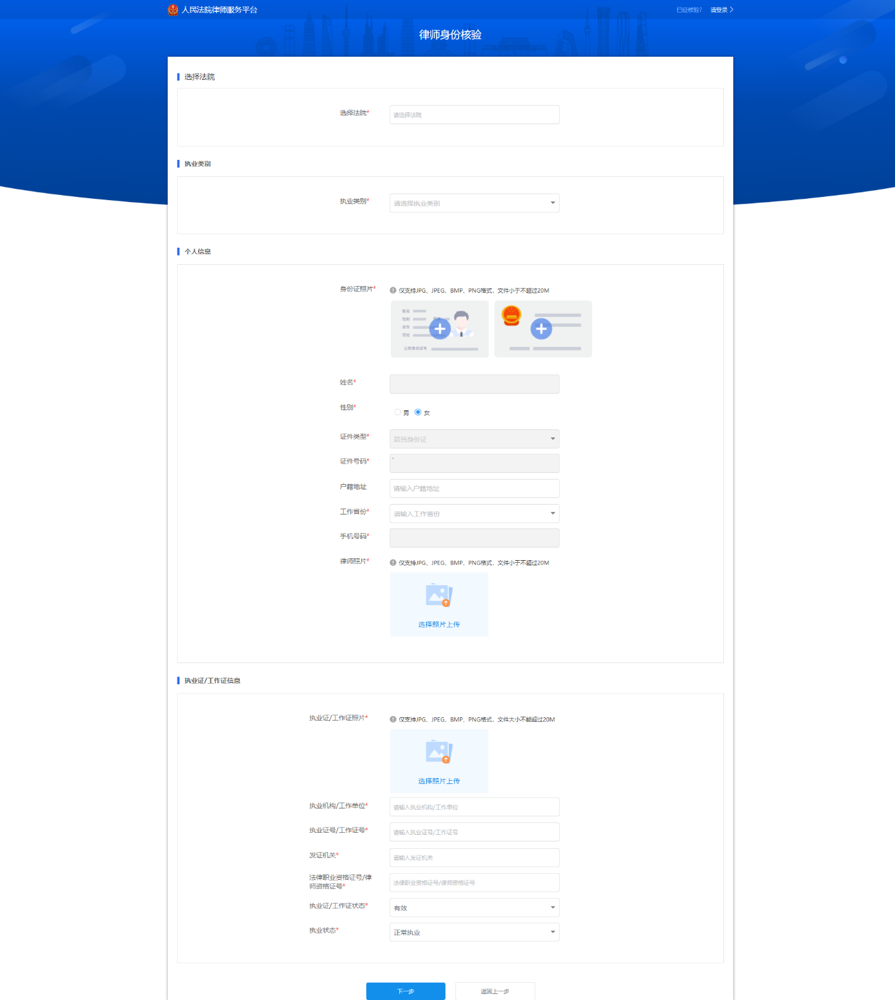 人民法院律师服务平台
已经核验? 请登录 >
律师身份核验
选择法院
选择法院* 请选择法院
执业类别
执业类别* 请选择执业类别
个人信息
身份证照片* 仅支持JPG、JPEG、BMP、PNG格式，文件小于不超过20M
姓名
性别
公民身份证号
姓名*
性别* 男 女
证件类型* 居民身份证
证件号码*
户籍地址 请输入户籍地址
工作省份* 请输入工作省份
手机号码*
律师照片* 仅支持JPG、JPEG、BMP、PNG格式，文件小于不超过20M
选择照片上传
执业证/工作证信息
执业证/工作证照片* 仅支持JPG、JPEG、BMP、PNG格式，文件大小不能超过20M
选择照片上传
执业机构/工作单位* 请输入执业机构/工作单位
执业证号/工作证号* 请输入执业证号/工作证号
发证机关* 请输入发证机关
法律职业资格证号/律
师资格证号* 法律职业资格证号/律师资格证号
执业证/工作证状态* 有效
执业状态* 正常执业
下一步 返回上一步